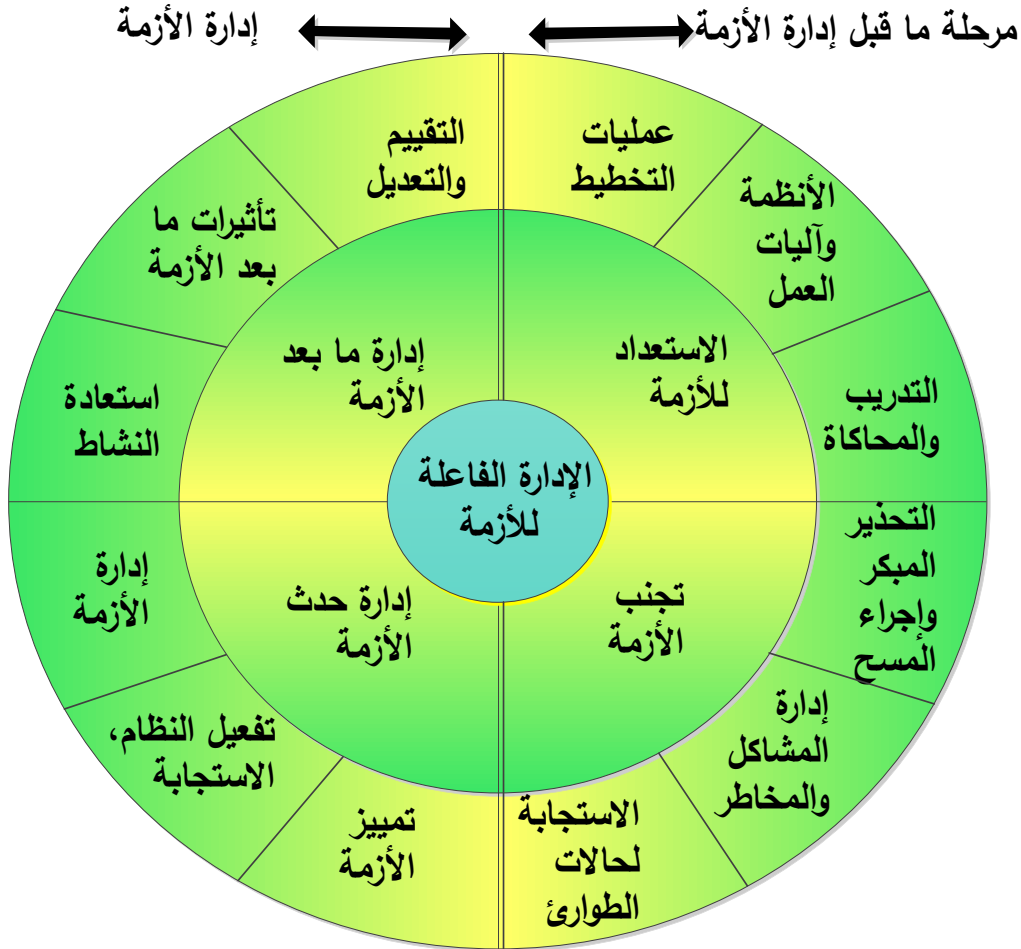 مرحلة ما قبل إدارة الأزمة
إدارة الأزمة
عمليات
التخطيط
الأنظمة
وآليات
العمل
التدريب
والمحاكاة
التحذير
المبكر
وإجراء
المسح
إدارة
المشاكل
والمخاطر
الاستجابة
لحالات
الطوارئ
تمييز
الأزمة
تفعيل النظام،
الاستجابة
إدارة
الأزمة
استعادة
النشاط
تأثيرات ما
بعد الأزمة
التقييم
والتعديل
الاستعداد
للأزمة
تجنب
الأزمة
إدارة حدث
الأزمة
إدارة ما بعد
الأزمة
الإدارة الفاعلة
للأزمة